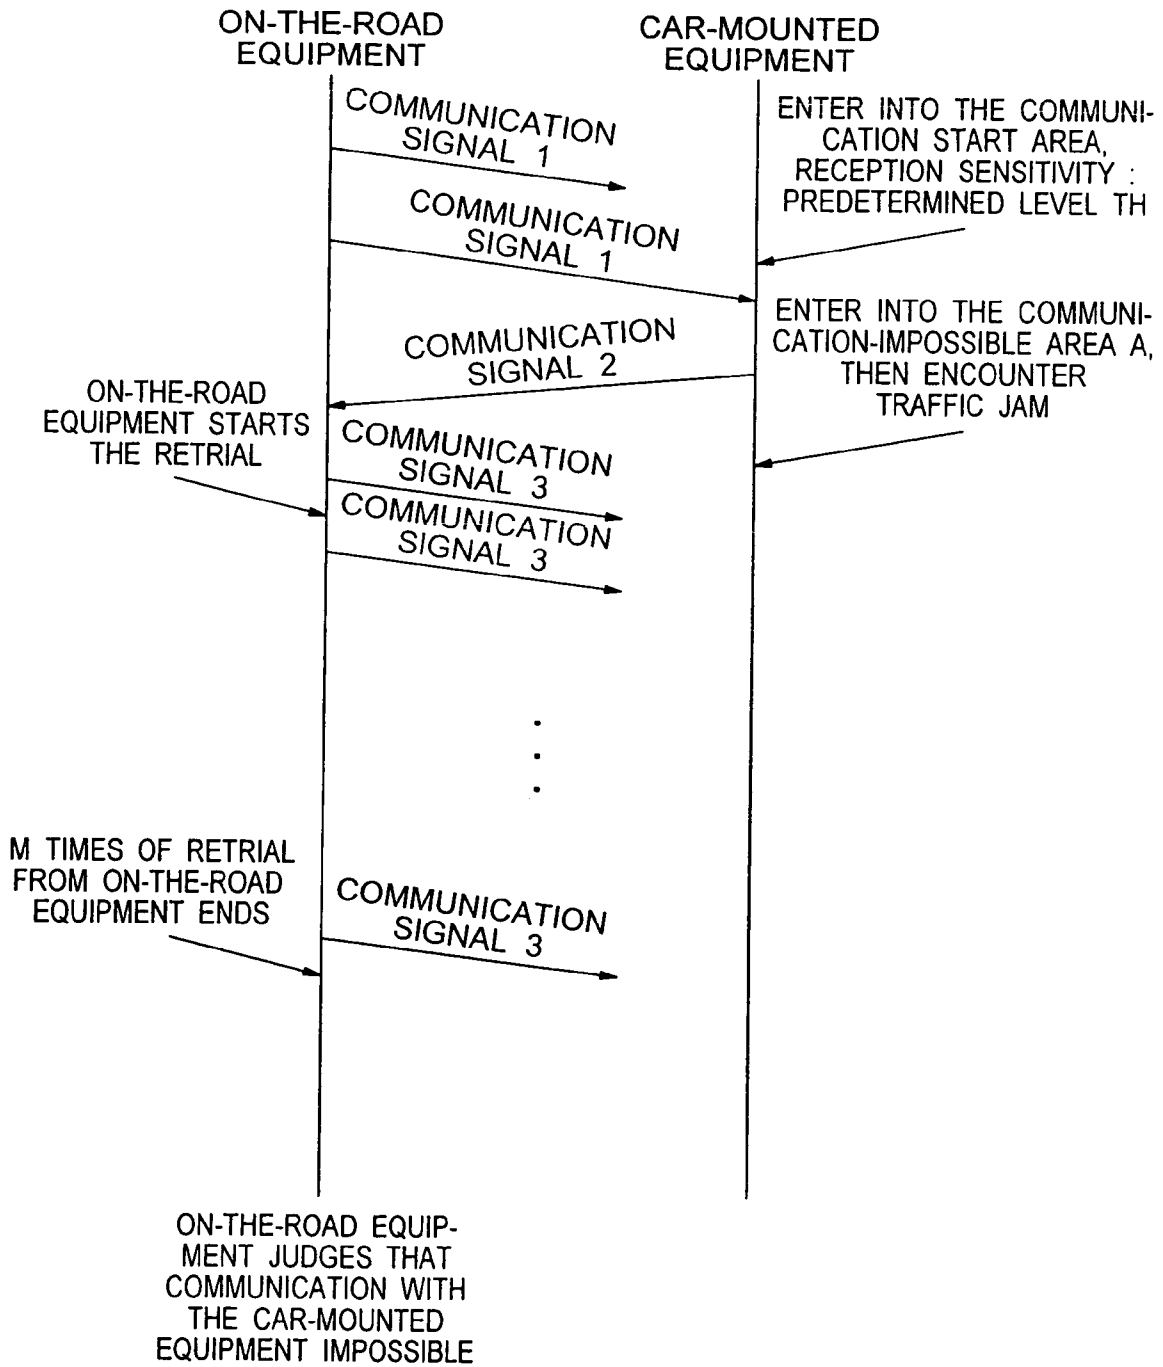 ON-THE-ROAD
EQUIPMENT
CAR-MOUNTED
EQUIPMENT
COMMUNICATION
SIGNAL 1
ENTER INTO THE COMMUNI-
CATION START AREA,
RECEPTION SENSITIVITY :
PREDETERMINED LEVEL TH
COMMUNICATION
SIGNAL 1
ENTER INTO THE COMMUNI-
CATION-IMPOSSIBLE AREA A,
THEN ENCOUNTER
TRAFFIC JAM
COMMUNICATION
SIGNAL 2
ON-THE-ROAD
EQUIPMENT STARTS
THE RETRIAL
COMMUNICATION
SIGNAL 3
COMMUNICATION
SIGNAL 3
M TIMES OF RETRIAL
FROM ON-THE-ROAD
EQUIPMENT ENDS
COMMUNICATION
SIGNAL 3
ON-THE-ROAD EQUIP-
MENT JUDGES THAT
COMMUNICATION WITH
THE CAR-MOUNTED
EQUIPMENT IMPOSSIBLE